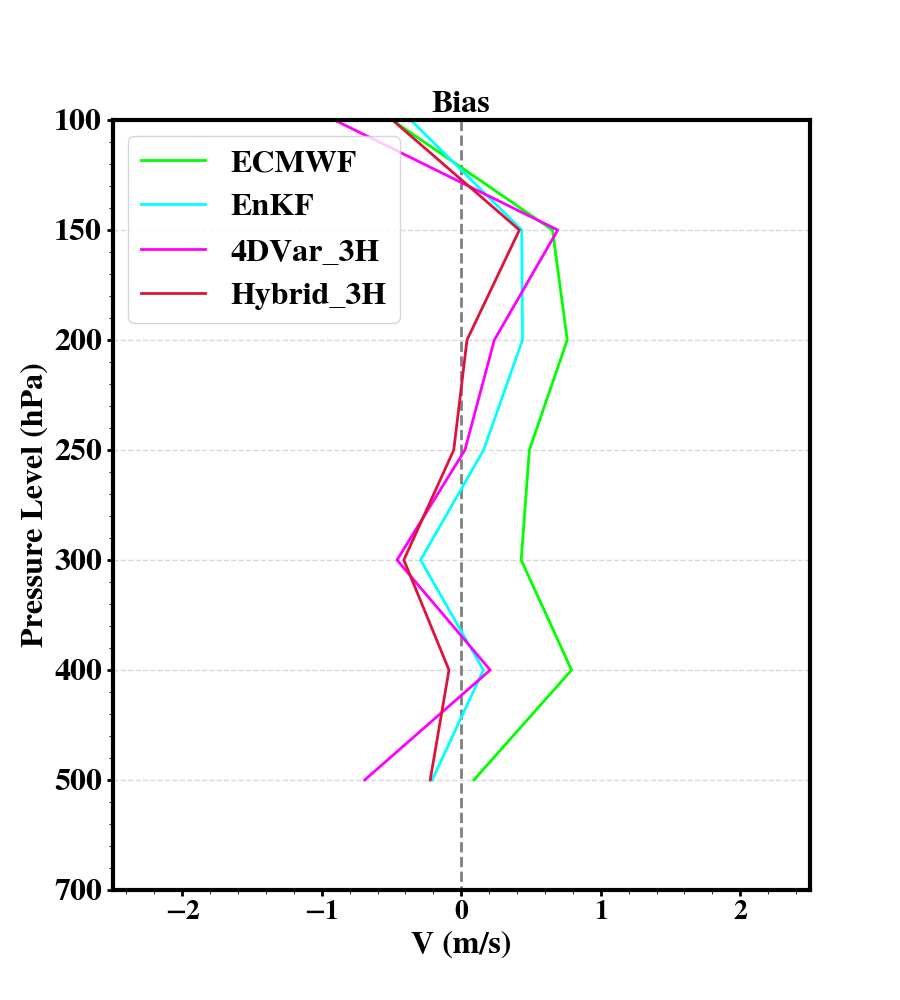 Bias
100
150
200
250
300
400
500
700
Pressure Level (hPa)
ECMWF
EnKF
4DVar_3H
Hybrid_3H
−2 −1 0 1 2
V (m/s)